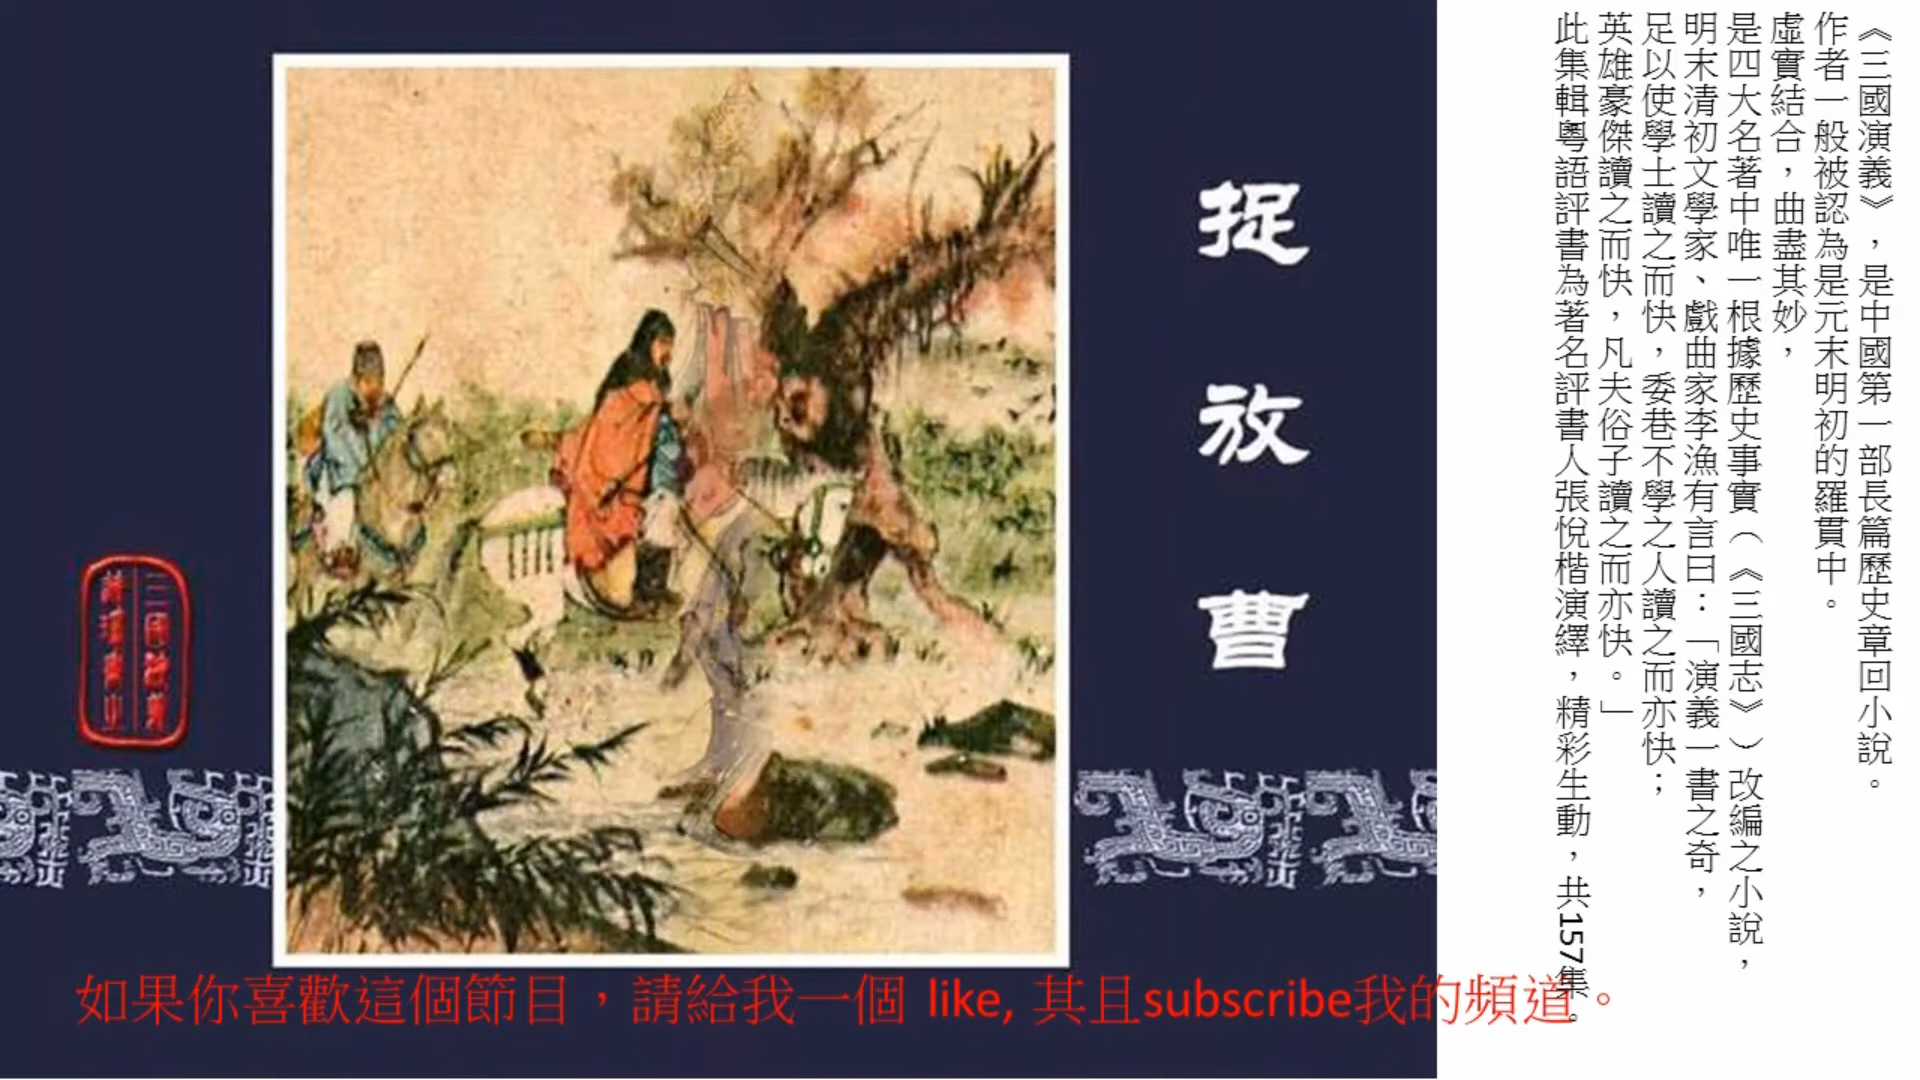 《三國演義》，是中國第一部長篇歷史章回小說。
作者一般被認為是元末明初的羅貫中。
虛實結合，曲盡其妙，
是四大名著中唯一根據歷史事實（《三國志》）改編之小說，
明末清初文學家、戲曲家李漁有言曰：「演義一書之奇，
足以使學士讀之而快，委巷不學之人讀之而亦快；
英雄豪傑讀之而快，凡夫俗子讀之而亦快。」
此集輯粵語評書為著名評書人張悅楷演繹，精彩生動，共157集。
捉放曹
三國
如果你喜歡這個節目，請給我一個 like, 其且subscribe我的頻道。